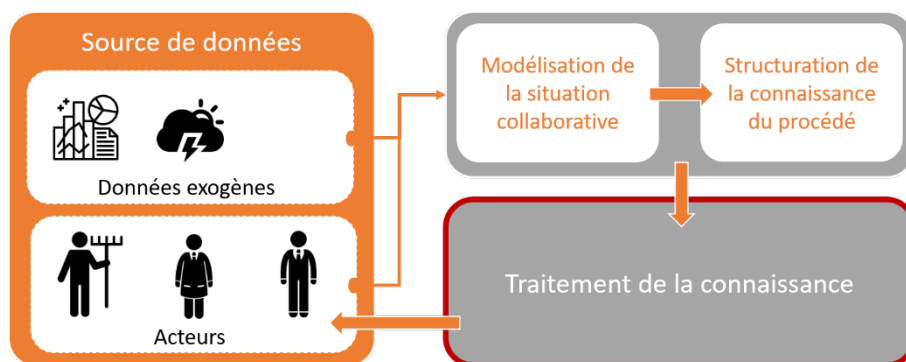 Source de données
Données exogènes
Acteurs
Modélisation de
la situation
collaborative
Structuration de
la connaissance
du procédé
Traitement de la connaissance